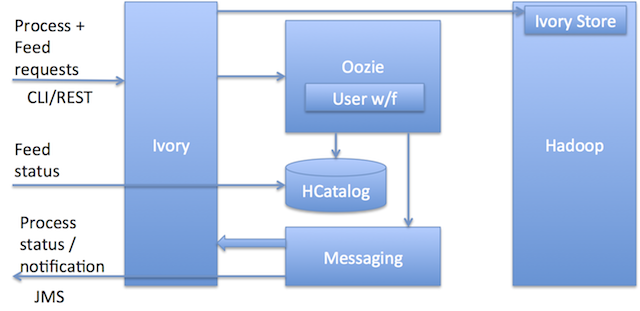 Process +
Feed
requests
CLI/REST
Feed
status
Process
status /
notification
JMS
Ivory
Oozie
User w/f
HCatalog
Messaging
Ivory Store
Hadoop